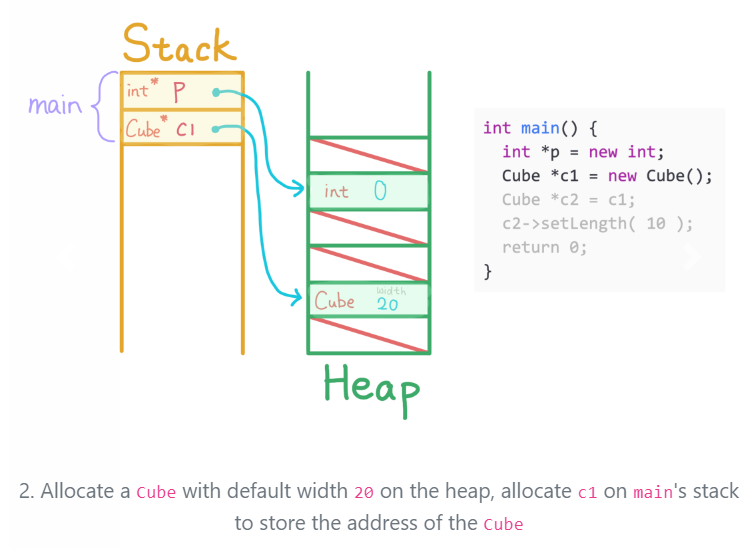 Stack
main
int* p
Cube* c1
int 0
Cube width 20
Heap
int main() {
int *p = new int;
Cube *c1 = new Cube();
Cube *c2 = c1;
c2->setLength( 10 );
return 0;
}
2. Allocate a Cube with default width 20 on the heap, allocate c1 on main's stack
to store the address of the Cube